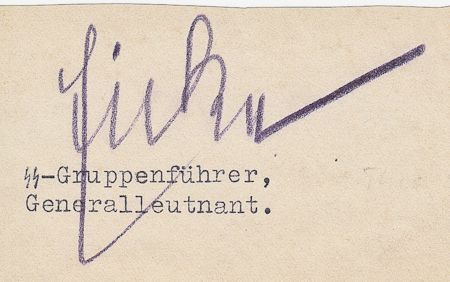 ᛋᛋ-Gruppenführer,
Generalleutnant.